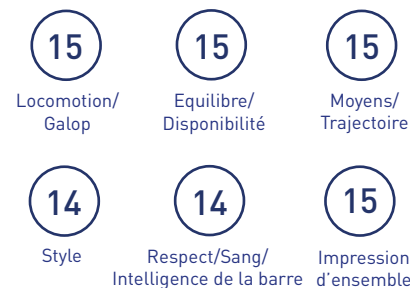 15 15 15
Locomotion/ Equilibre/ Moyens/
Galop Disponibilité Trajectoire
14 14 15
Style Respect/Sang/ Impression
Intelligence de la barre d'ensemble